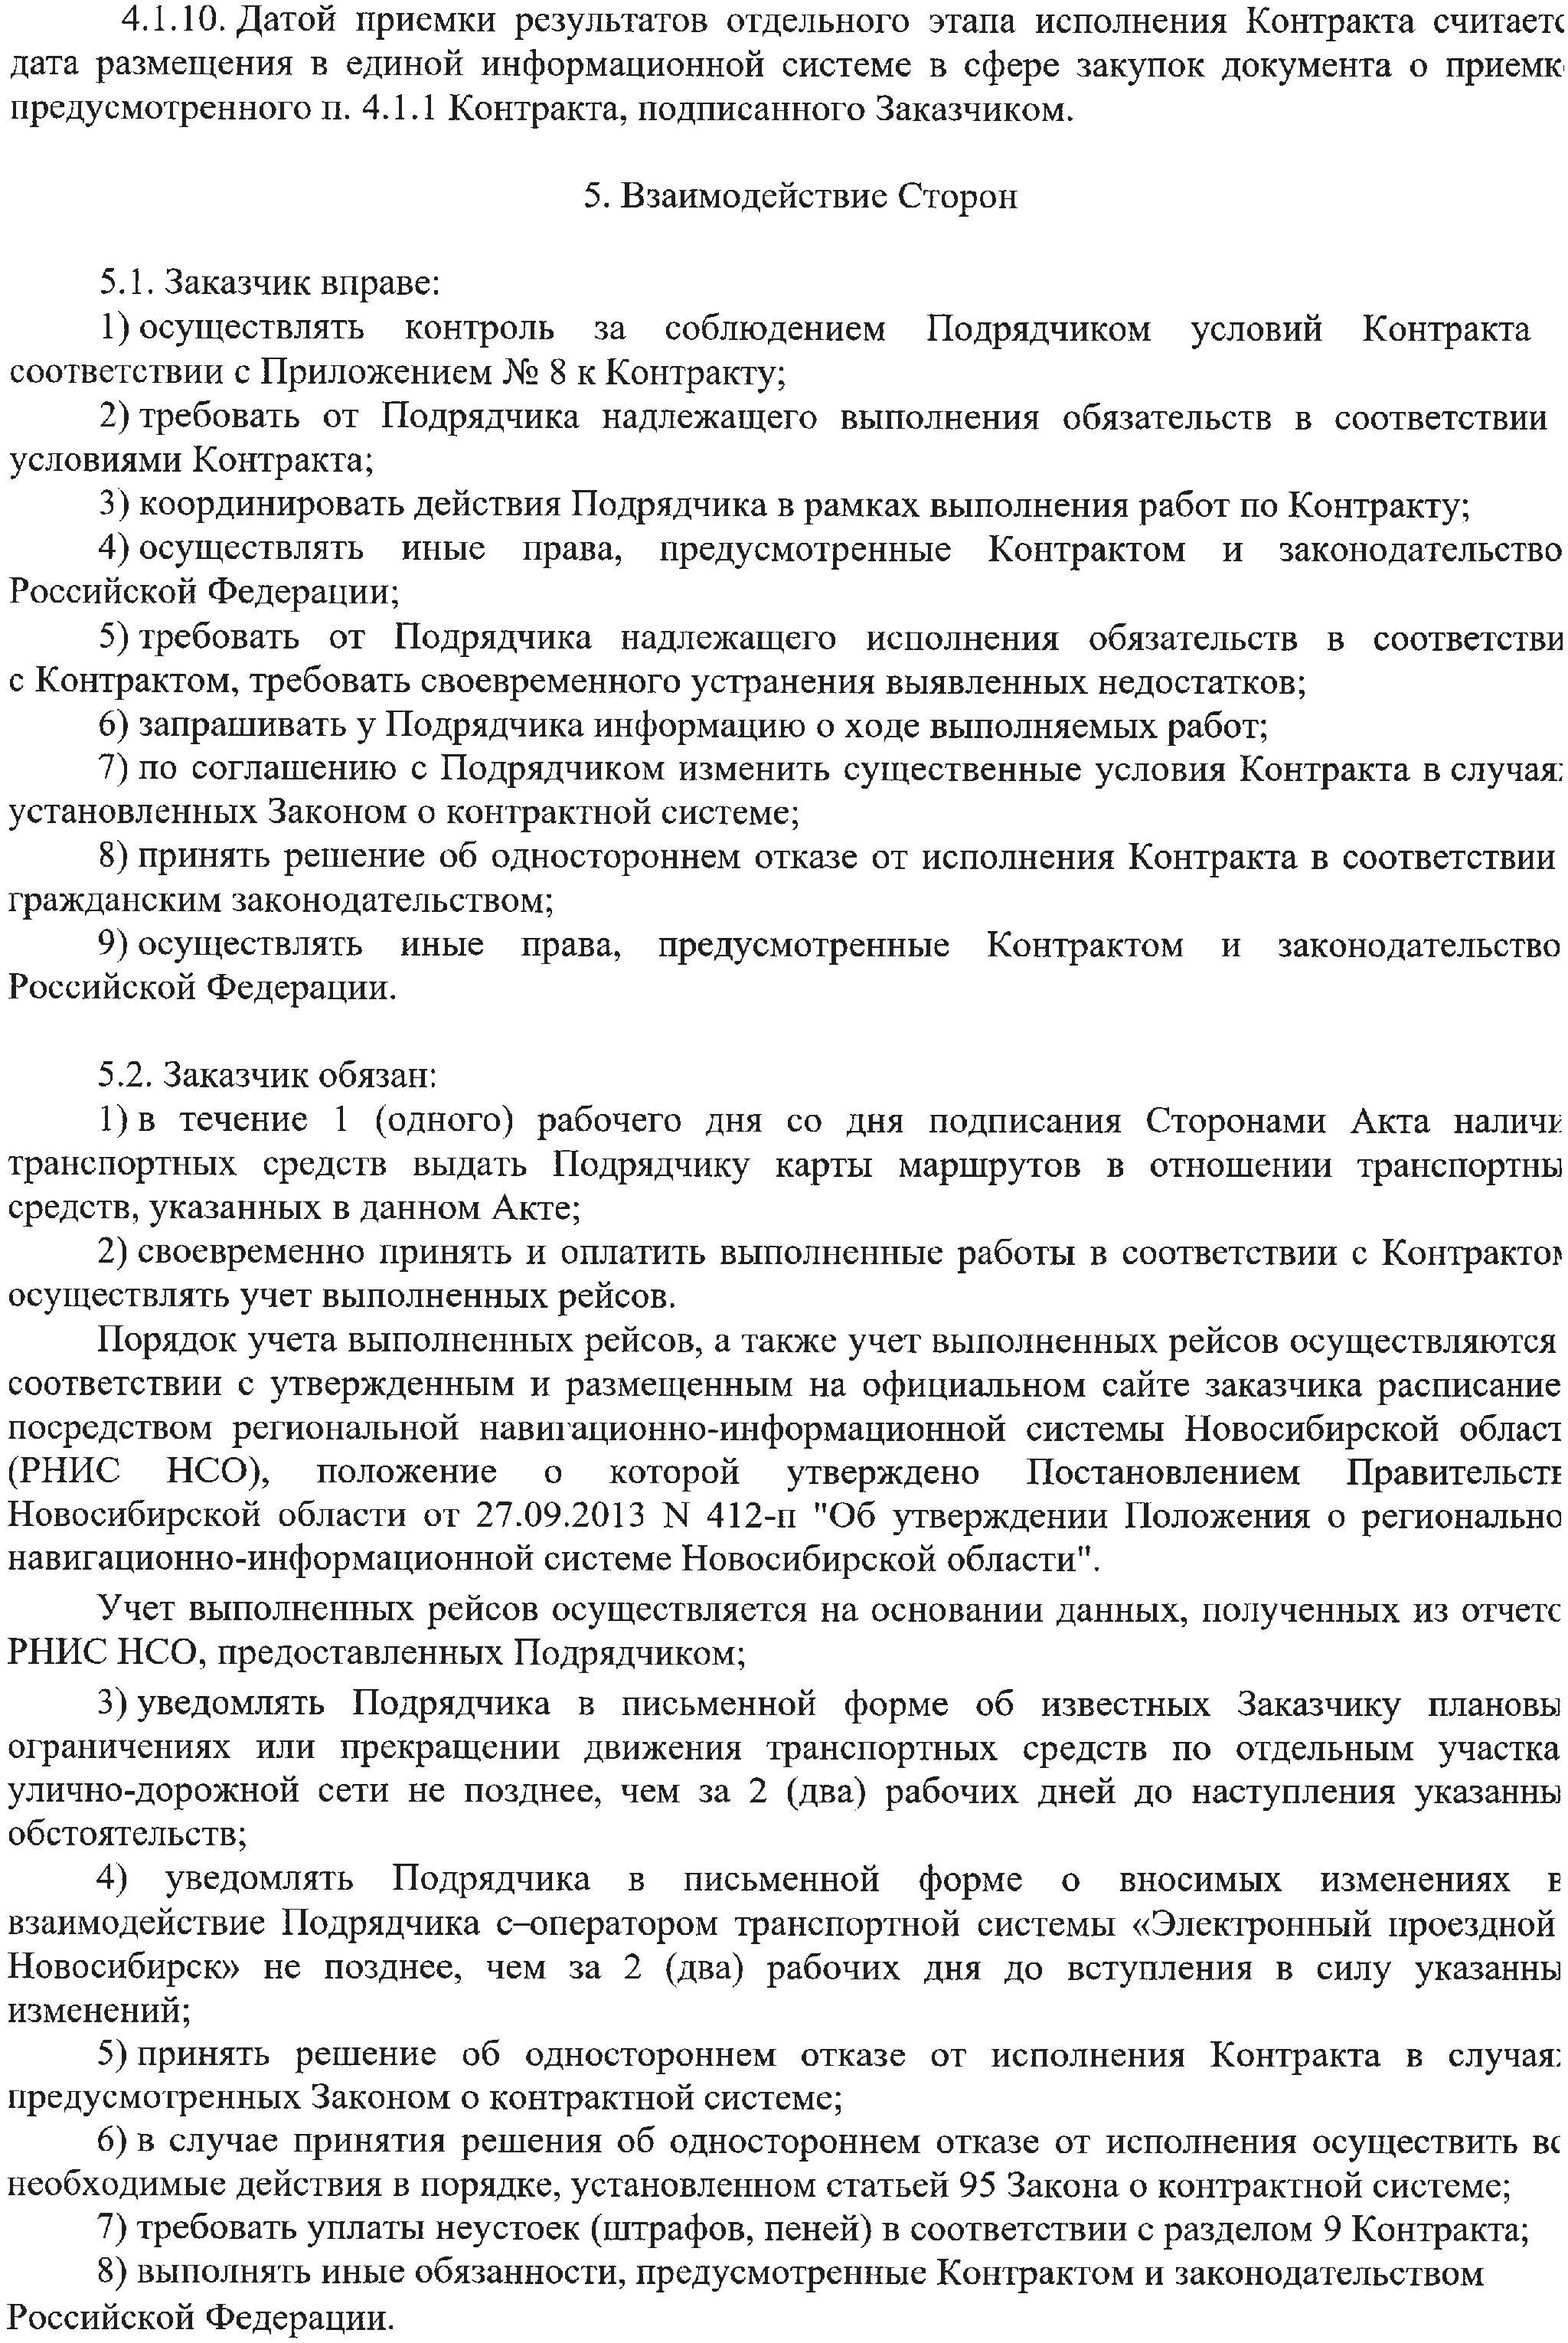 4.1.10. Датой приемки результатов отдельного этапа исполнения Контракта считаетс
дата размещения в единой информационной системе в сфере закупок документа о приемк
предусмотренного п. 4.1.1 Контракта, подписанного Заказчиком.
5. Взаимодействие Сторон
5.1. Заказчик вправе:
1) осуществлять контроль за соблюдением Подрядчиком условий Контракта
соответствии с Приложением № 8 к Контракту;
2) требовать от Подрядчика надлежащего выполнения обязательств в соответствии
условиями Контракта;
3) координировать действия Подрядчика в рамках выполнения работ по Контракту;
4) осуществлять иные права, предусмотренные Контрактом и законодательство
Российской Федерации;
5) требовать от Подрядчика надлежащего исполнения обязательств в соответстви
с Контрактом, требовать своевременного устранения выявленных недостатков;
6) запрашивать у Подрядчика информацию о ходе выполняемых работ;
7) по соглашению с Подрядчиком изменить существенные условия Контракта в случая
установленных Законом о контрактной системе;
8) принять решение об одностороннем отказе от исполнения Контракта в соответствии
гражданским законодательством;
9) осуществлять иные права, предусмотренные Контрактом и законодательство
Российской Федерации.
5.2. Заказчик обязан:
1) в течение 1 (одного) рабочего дня со дня подписания Сторонами Акта наличи
транспортных средств выдать Подрядчику карты маршрутов в отношении транспортны
средств, указанных в данном Акте;
2) своевременно принять и оплатить выполненные работы в соответствии с Контрактом
осуществлять учет выполненных рейсов.
Порядок учета выполненных рейсов, а также учет выполненных рейсов осуществляются
соответствии с утвержденным и размещенным на официальном сайте заказчика расписание
посредством региональной навигационно-информационной системы Новосибирской област
(РНИС НСО), положение о которой утверждено Постановлением Правительств
Новосибирской области от 27.09.2013 N 412-п "Об утверждении Положения о регионально
навигационно-информационной системе Новосибирской области".
Учет выполненных рейсов осуществляется на основании данных, полученных из отчето
РНИС НСО, предоставленных Подрядчиком;
3) уведомлять Подрядчика в письменной форме об известных Заказчику плановы
ограничениях или прекращении движения транспортных средств по отдельным участка
улично-дорожной сети не позднее, чем за 2 (два) рабочих дней до наступления указанны
обстоятельств;
4) уведомлять Подрядчика в письменной форме о вносимых изменениях в
взаимодействие Подрядчика с–оператором транспортной системы «Электронный проездной
Новосибирск» не позднее, чем за 2 (два) рабочих дня до вступления в силу указанны
изменений;
5) принять решение об одностороннем отказе от исполнения Контракта в случая
предусмотренных Законом о контрактной системе;
6) в случае принятия решения об одностороннем отказе от исполнения осуществить вс
необходимые действия в порядке, установленном статьей 95 Закона о контрактной системе;
7) требовать уплаты неустоек (штрафов, пеней) в соответствии с разделом 9 Контракта;
8) выполнять иные обязанности, предусмотренные Контрактом и законодательством
Российской Федерации.